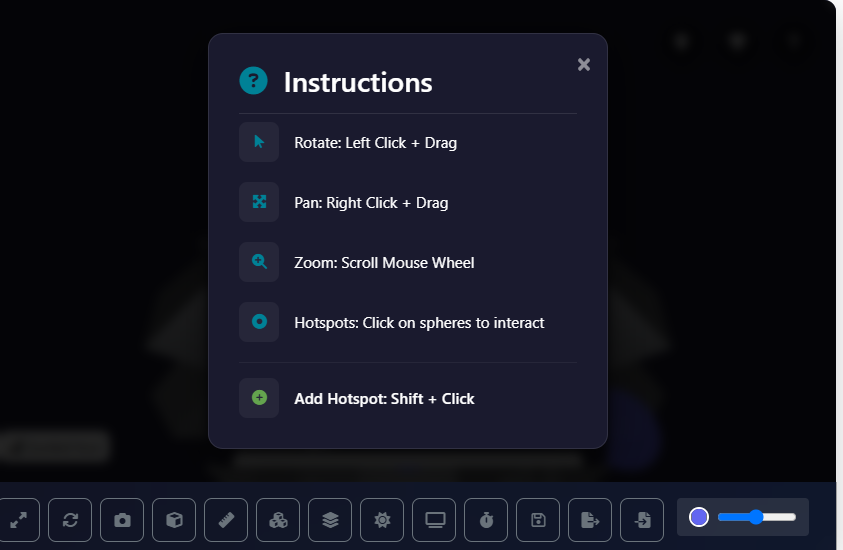 Instructions
Rotate: Left Click + Drag
Pan: Right Click + Drag
Zoom: Scroll Mouse Wheel
Hotspots: Click on spheres to interact
Add Hotspot: Shift + Click